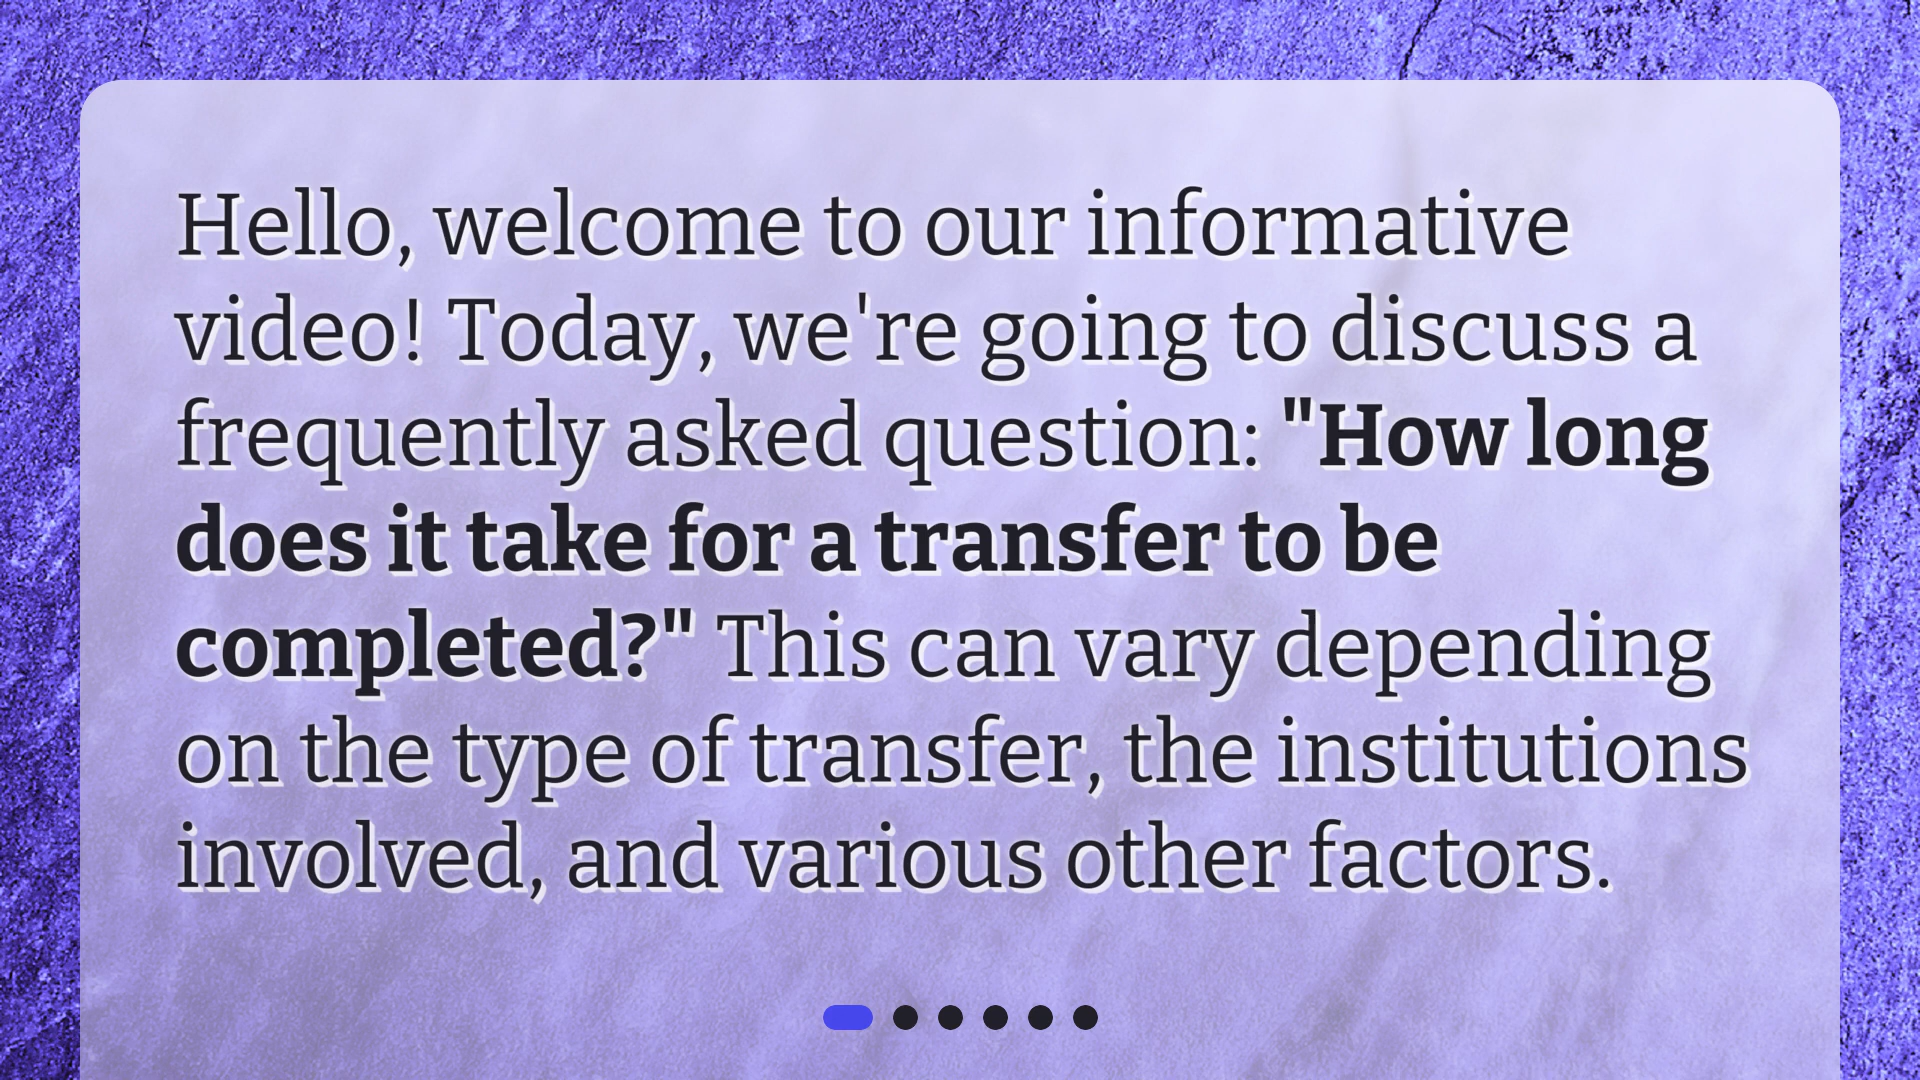 Hello, welcome to our informative
video! Today, we're going to discuss a
frequently asked question: "How long
does it take for a transfer to be
completed?" This can vary depending
on the type of transfer, the institutions
involved, and various other factors.